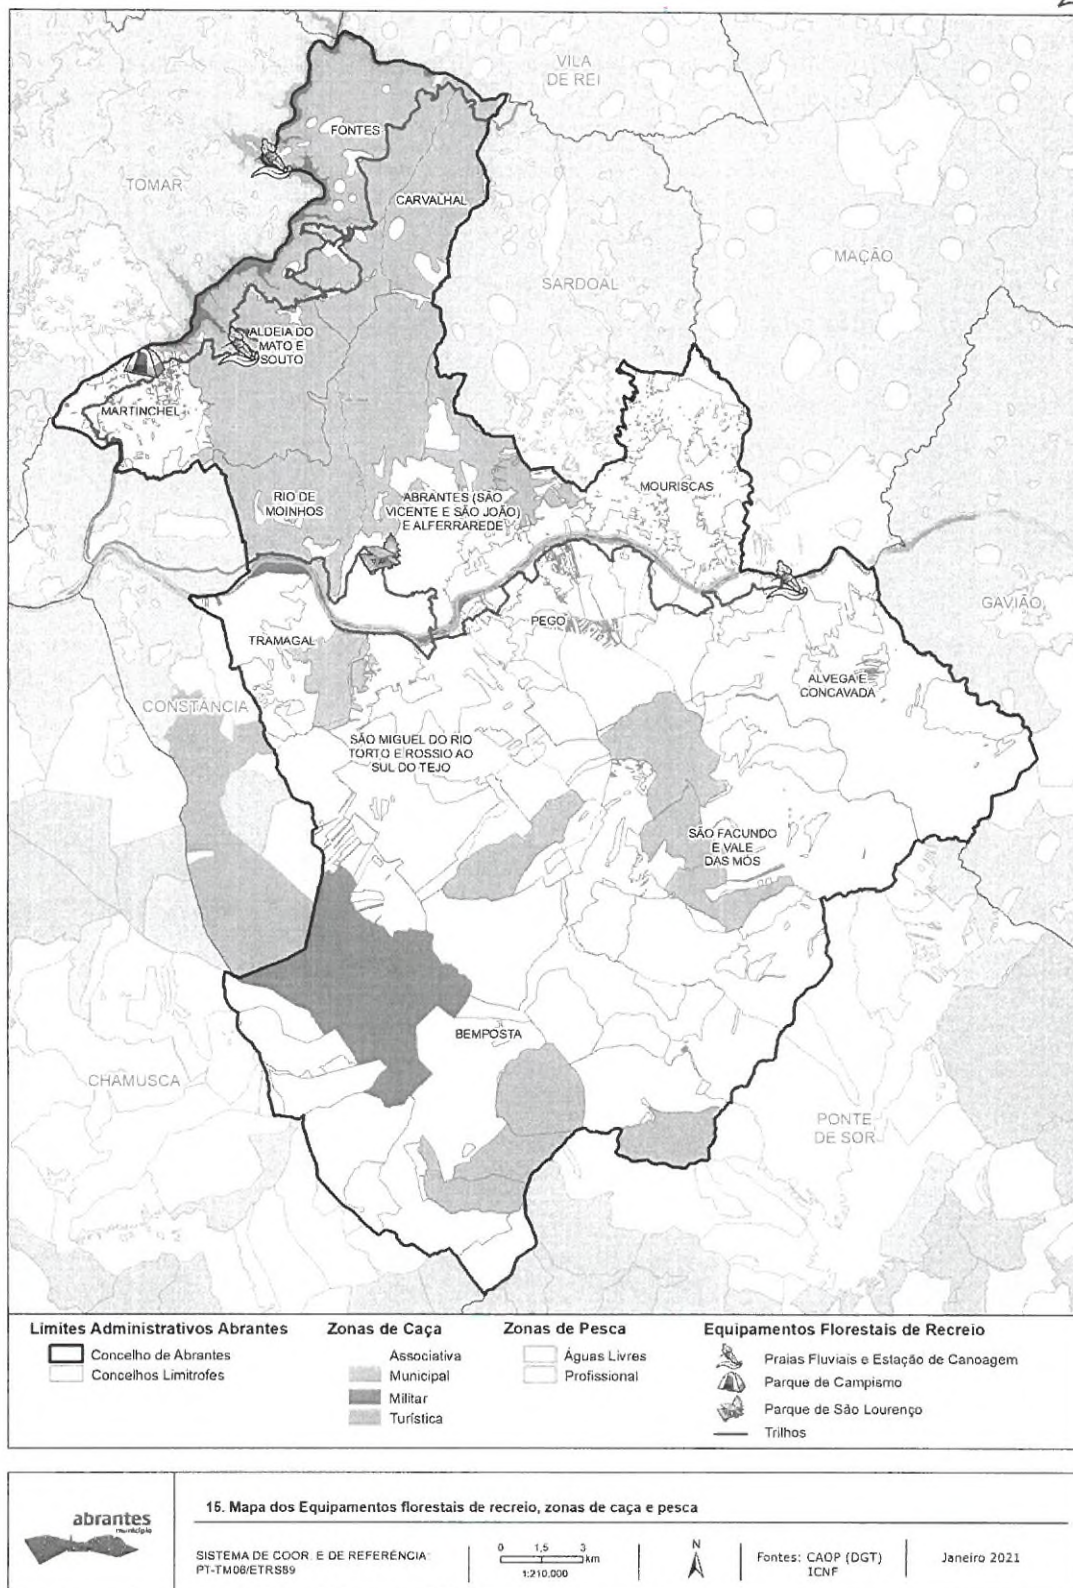 VILA
DE REI
FONTES
TOMAR
CARVALHAL
MAÇÃO
SARDOAL
ALDEIA DO
MATO E
SOUTO
MARTINCHEL
MOURISCAS
RIO DE
MOINHOS
ABRANTES (SÃO
VICENTE E SÃO JOÃO)
E ALFERRAREDE
GAVIÃO
PEGO
TRAMAGAL
ALVEGA E
CONCAVADA
CONSTÂNCIA
SÃO MIGUEL DO RIO
TORTO E ROSSIO AO
SUL DO TEJO
SÃO FACUNDO
E VALE
DAS MÓS
BEMPOSTA
CHAMUSCA
PONTE
DE SOR
Limites Administrativos Abrantes
Concelho de Abrantes
Concelhos Limitrofes
Zonas de Caça
Associativa
Municipal
Militar
Turística
Zonas de Pesca
Águas Livres
Profissional
Equipamentos Florestais de Recreio
Praias Fluviais e Estação de Canoagem
Parque de Campismo
Parque de São Lourenço
Trilhos
abrantes
município
15. Mapa dos Equipamentos florestais de recreio, zonas de caça e pesca
SISTEMA DE COOR. E DE REFERÊNCIA:
PT-TM06/ETRS89
0 1,5 3
km
1:210.000
N
Fontes: CAOP (DGT)
ICNF
Janeiro 2021